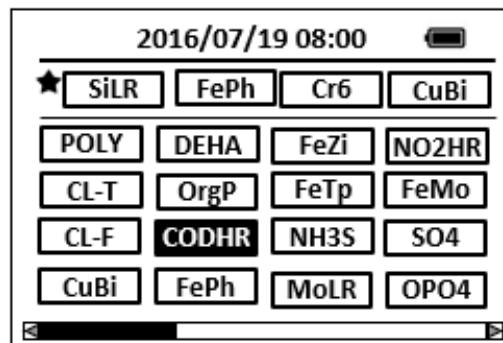 2016/07/19 08:00
SiLR FePh Cr6 CuBi
POLY DEHA FeZi NO2HR
CL-T OrgP FeTp FeMo
CL-F CODHR NH3S SO4
CuBi FePh MoLR OPO4